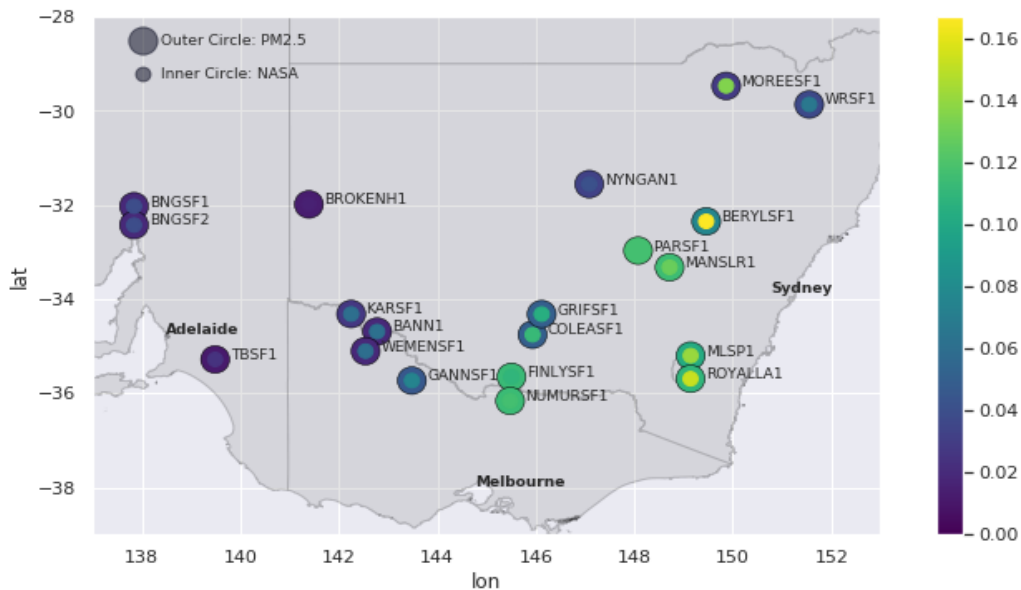 −28
−30
−32
−34
−36
−38
lat
Outer Circle: PM2.5
Inner Circle: NASA
MOREESF1
WRSF1
NYNGAN1
BNGSF1
BNGSF2
BROKENH1
BERYLSF1
PARSF1
MANSLR1
Sydney
KARSF1
GRIFSF1
BANN1
COLEASF1
Adelaide
WEMENSF1
TBSF1
MLSP1
GANNSF1
FINLYSF1
ROYALLA1
NUMURSF1
Melbourne
138
140
142
144
146
148
150
152
lon
0.16
0.14
0.12
0.10
0.08
0.06
0.04
0.02
0.00